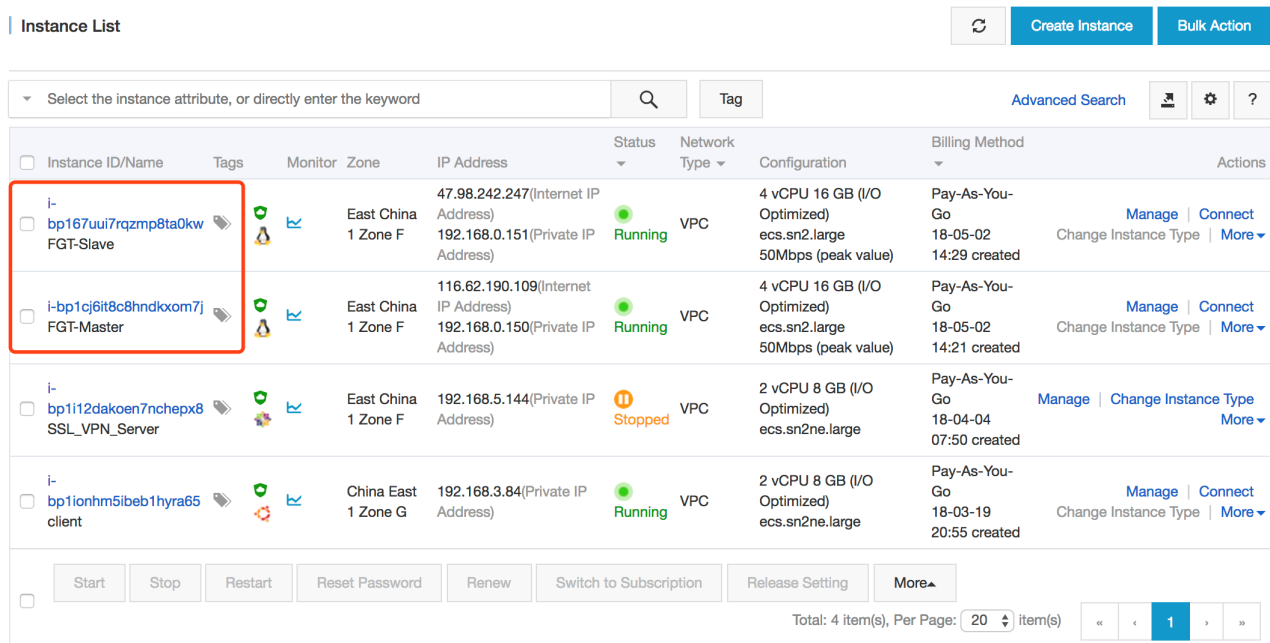 Instance List
Create Instance
Bulk Action
Select the instance attribute, or directly enter the keyword
Tag
Advanced Search
?
Instance ID/Name
Tags
Monitor
Zone
IP Address
Status
Network
Type
Configuration
Billing Method
Actions
i-
bp167uui7rqzmp8ta0kw
FGT-Slave
East China
1 Zone F
47.98.242.247(Internet IP
Address)
192.168.0.151(Private IP
Address)
Running
VPC
4 vCPU 16 GB (I/O
Optimized)
ecs.sn2.large
50Mbps (peak value)
Pay-As-You-
Go
18-05-02
14:29 created
Manage | Connect
Change Instance Type | More
i-bp1cj6it8c8hndkxom7j
FGT-Master
East China
1 Zone F
116.62.190.109(Internet
IP Address)
192.168.0.150(Private IP
Address)
Running
VPC
4 vCPU 16 GB (I/O
Optimized)
ecs.sn2.large
50Mbps (peak value)
Pay-As-You-
Go
18-05-02
14:21 created
Manage | Connect
Change Instance Type | More
i-
bp1i12dakoen7nchepx8
SSL_VPN_Server
East China
1 Zone F
192.168.5.144(Private IP
Address)
Stopped
VPC
2 vCPU 8 GB (I/O
Optimized)
ecs.sn2ne.large
Pay-As-You-
Go
18-04-04
07:50 created
Manage | Change Instance Type
More
i-
bp1ionhm5ibeb1hyra65
client
China East
1 Zone G
192.168.3.84(Private IP
Address)
Running
VPC
2 vCPU 8 GB (I/O
Optimized)
ecs.sn2ne.large
Pay-As-You-
Go
18-03-19
20:55 created
Manage | Connect
Change Instance Type | More
Start
Stop
Restart
Reset Password
Renew
Switch to Subscription
Release Setting
More
Total: 4 item(s), Per Page: 20 item(s)
« ‹ 1 › »